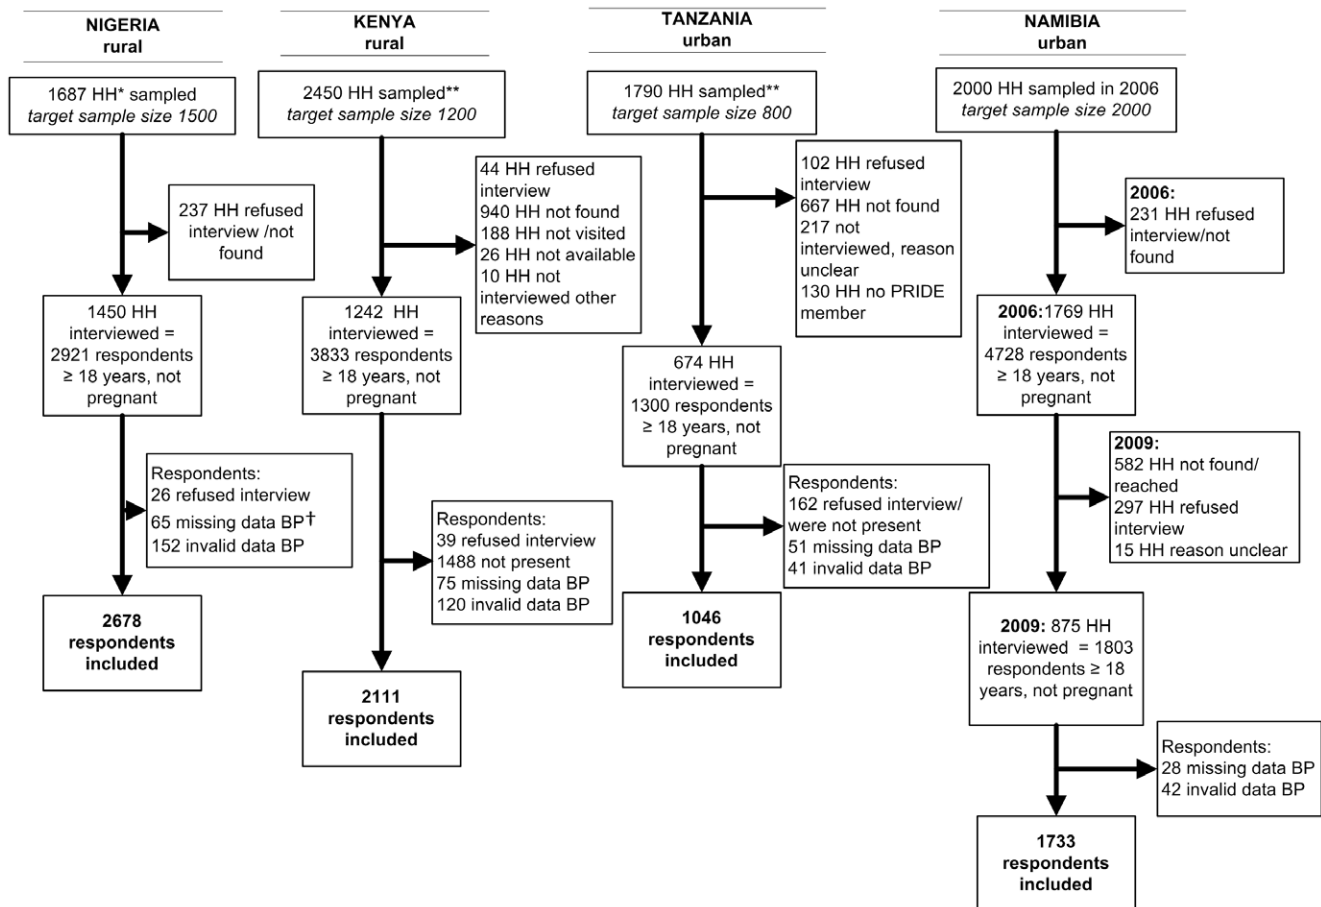 NIGERIA
rural
1687 HH* sampled
target sample size 1500
237 HH refused
interview /not
found
1450 HH
interviewed =
2921 respondents
≥ 18 years, not
pregnant
Respondents:
26 refused interview
65 missing data BP†
152 invalid data BP
2678
respondents
included
KENYA
rural
2450 HH sampled**
target sample size 1200
44 HH refused
interview
940 HH not found
188 HH not visited
26 HH not available
10 HH not
interviewed other
reasons
1242 HH
interviewed =
3833 respondents
≥ 18 years, not
pregnant
Respondents:
39 refused interview
1488 not present
75 missing data BP
120 invalid data BP
2111
respondents
included
TANZANIA
urban
1790 HH sampled**
target sample size 800
102 HH refused
interview
667 HH not found
217 not
interviewed, reason
unclear
130 HH no PRIDE
member
674 HH
interviewed =
1300 respondents
≥ 18 years, not
pregnant
Respondents:
162 refused interview/
were not present
51 missing data BP
41 invalid data BP
1046
respondents
included
NAMIBIA
urban
2000 HH sampled in 2006
target sample size 2000
2006:
231 HH refused
interview/not
found
2006:1769 HH
interviewed =
4728 respondents
≥ 18 years, not
pregnant
2009:
582 HH not found/
reached
297 HH refused
interview
15 HH reason unclear
2009: 875 HH
interviewed = 1803
respondents ≥ 18
years, not pregnant
Respondents:
28 missing data BP
42 invalid data BP
1733
respondents
included